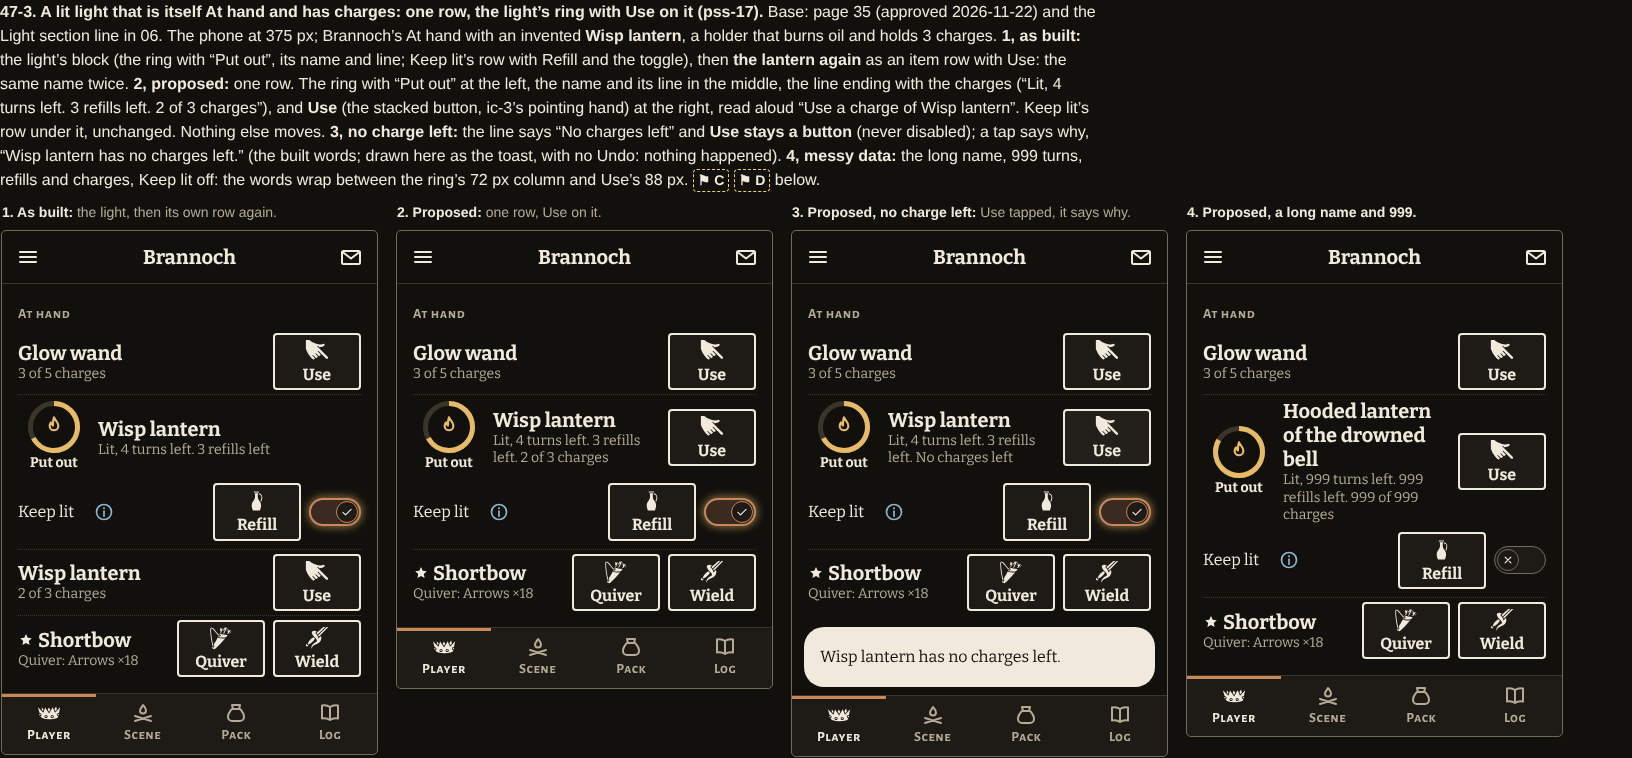 47-3. A lit light that is itself At hand and has charges: one row, the light’s ring with Use on it (pss-17). Base: page 35 (approved 2026-11-22) and the
Light section line in 06. The phone at 375 px; Brannoch’s At hand with an invented Wisp lantern, a holder that burns oil and holds 3 charges. 1, as built:
the light’s block (the ring with “Put out”, its name and line; Keep lit’s row with Refill and the toggle), then the lantern again as an item row with Use: the
same name twice. 2, proposed: one row. The ring with “Put out” at the left, the name and its line in the middle, the line ending with the charges (“Lit, 4
turns left. 3 refills left. 2 of 3 charges”), and Use (the stacked button, ic-3’s pointing hand) at the right, read aloud “Use a charge of Wisp lantern”. Keep lit’s
row under it, unchanged. Nothing else moves. 3, no charge left: the line says “No charges left” and Use stays a button (never disabled); a tap says why,
“Wisp lantern has no charges left.” (the built words; drawn here as the toast, with no Undo: nothing happened). 4, messy data: the long name, 999 turns,
refills and charges, Keep lit off: the words wrap between the ring’s 72 px column and Use’s 88 px. ⚑ C ⚑ D below.
1. As built: the light, then its own row again.
Brannoch
At hand
Glow wand
3 of 5 charges
Use
Wisp lantern
Lit, 4 turns left. 3 refills left
Put out
Keep lit
Refill
Wisp lantern
2 of 3 charges
Use
Shortbow
Quiver: Arrows ×18
Quiver
Wield
Player
Scene
Pack
Log
2. Proposed: one row, Use on it.
Brannoch
At hand
Glow wand
3 of 5 charges
Use
Wisp lantern
Lit, 4 turns left. 3 refills
left. 2 of 3 charges
Put out
Use
Keep lit
Refill
Shortbow
Quiver: Arrows ×18
Quiver
Wield
Player
Scene
Pack
Log
3. Proposed, no charge left: Use tapped, it says why.
Brannoch
At hand
Glow wand
3 of 5 charges
Use
Wisp lantern
Lit, 4 turns left. 3 refills
left. No charges left
Put out
Use
Keep lit
Refill
Shortbow
Quiver: Arrows ×18
Quiver
Wield
Wisp lantern has no charges left.
Player
Scene
Pack
Log
4. Proposed, a long name and 999.
Brannoch
At hand
Glow wand
3 of 5 charges
Use
Hooded lantern
of the drowned
bell
Lit, 999 turns left. 999
refills left. 999 of 999
charges
Put out
Use
Keep lit
Refill
Shortbow
Quiver: Arrows ×18
Quiver
Wield
Player
Scene
Pack
Log